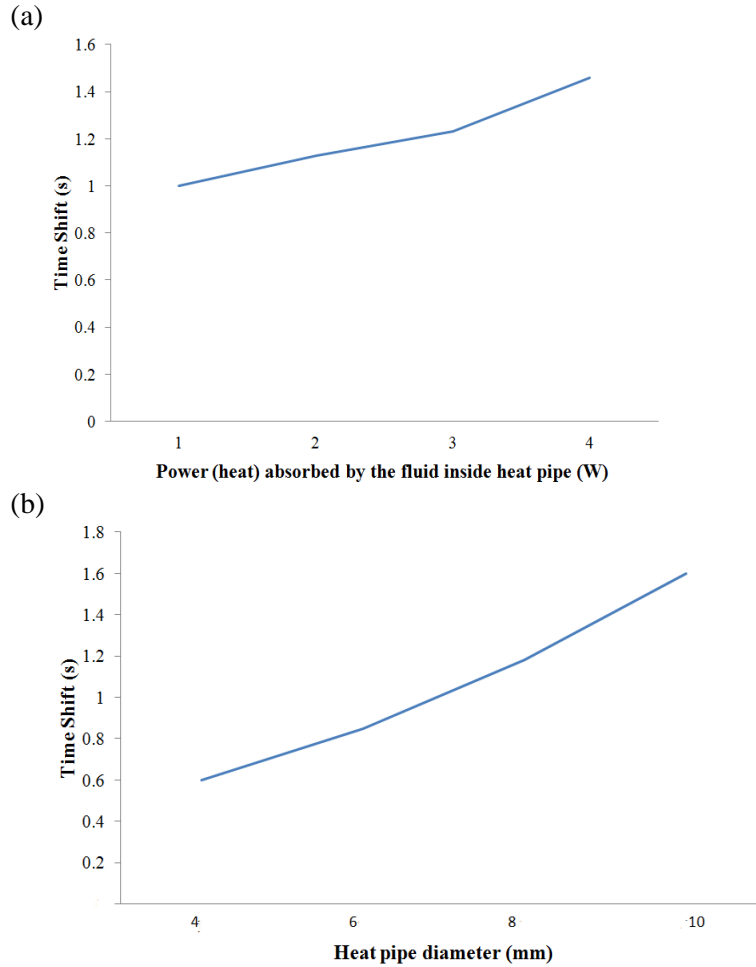 (a)
1.6
1.4
1.2
1
0.8
0.6
0.4
0.2
0
Time Shift (s)
1 2 3 4
Power (heat) absorbed by the fluid inside heat pipe (W)
(b)
1.8
1.6
1.4
1.2
1
0.8
0.6
0.4
0.2
Time Shift (s)
4 6 8 10
Heat pipe diameter (mm)